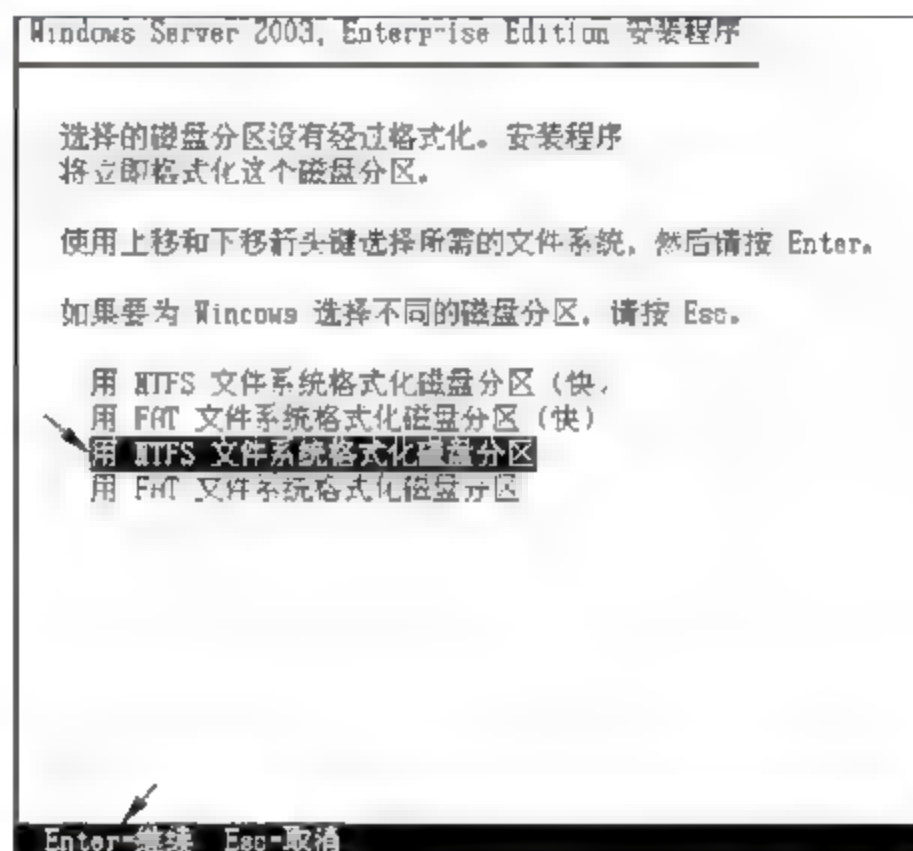 Windows Server 2003, Enterprise Edition 安装程序
选择的磁盘分区没有经过格式化。安装程序
将立即格式化这个磁盘分区。
使用上移和下移箭头键选择所需的文件系统，然后请按 Enter。
如果要为 Windows 选择不同的磁盘分区，请按 Esc。
用 NTFS 文件系统格式化磁盘分区（快）
用 FAT 文件系统格式化磁盘分区（快）
用 NTFS 文件系统格式化磁盘分区
用 FAT 文件系统格式化磁盘分区
Enter=继续 Esc=取消